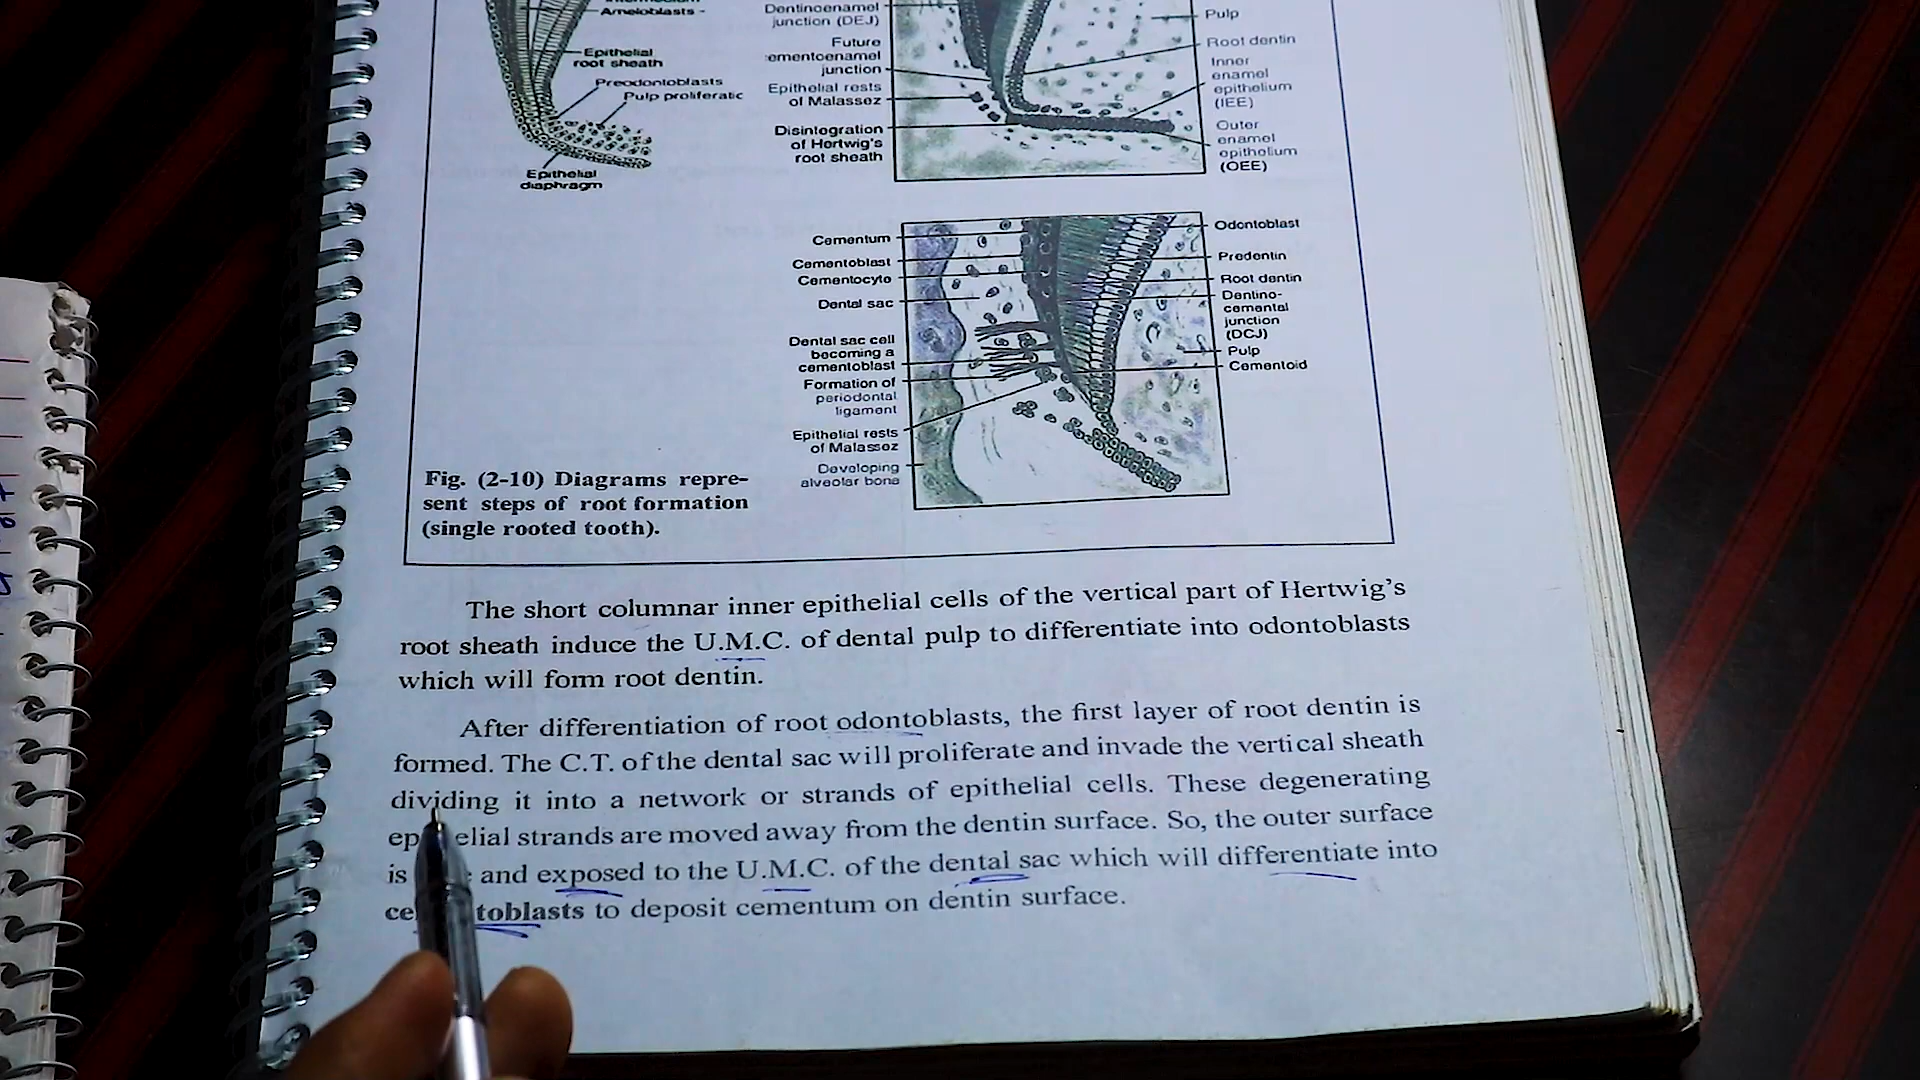 Ameloblasts -
Epithelial
root sheath
Preodontoblasts
Pulp proliferatic
Epithelial
diaphragm
Dentinoenamel
junction (DEJ)
Future
ementoenamel
junction
Epithelial rests
of Malassez
Disintegration
of Hertwig's
root sheath
Pulp
Root dentin
Inner
enamel
epithelium
(IEE)
Outer
enamel
epithelium
(OEE)
Cementum
Cementoblast
Cementocyte
Dental sac
Dental sac cell
becoming a
cementoblast
Formation of
periodontal
ligament
Epithelial rests
of Malassez
Developing
alveolar bone
Odontoblast
Predentin
Root dentin
Dentino-
cemental
junction
(DCJ)
Pulp
Cementoid
Fig. (2-10) Diagrams repre-
sent steps of root formation
(single rooted tooth).
The short columnar inner epithelial cells of the vertical part of Hertwig's
root sheath induce the U.M.C. of dental pulp to differentiate into odontoblasts
which will form root dentin.
After differentiation of root odontoblasts, the first layer of root dentin is
formed. The C.T. of the dental sac will proliferate and invade the vertical sheath
dividing it into a network or strands of epithelial cells. These degenerating
ep elial strands are moved away from the dentin surface. So, the outer surface
is and exposed to the U.M.C. of the dental sac which will differentiate into
ce toblasts to deposit cementum on dentin surface.